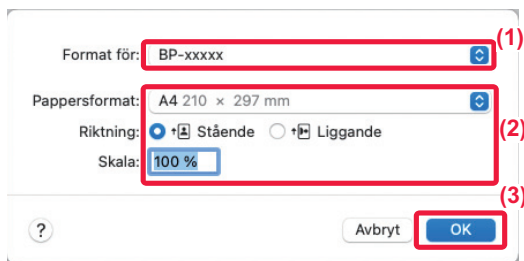 (1)
Format för: BP-xxxxx
Pappersformat: A4 210 × 297 mm
Riktning: Stående Liggande
(2)
Skala: 100 %
(3)
? Avbryt OK